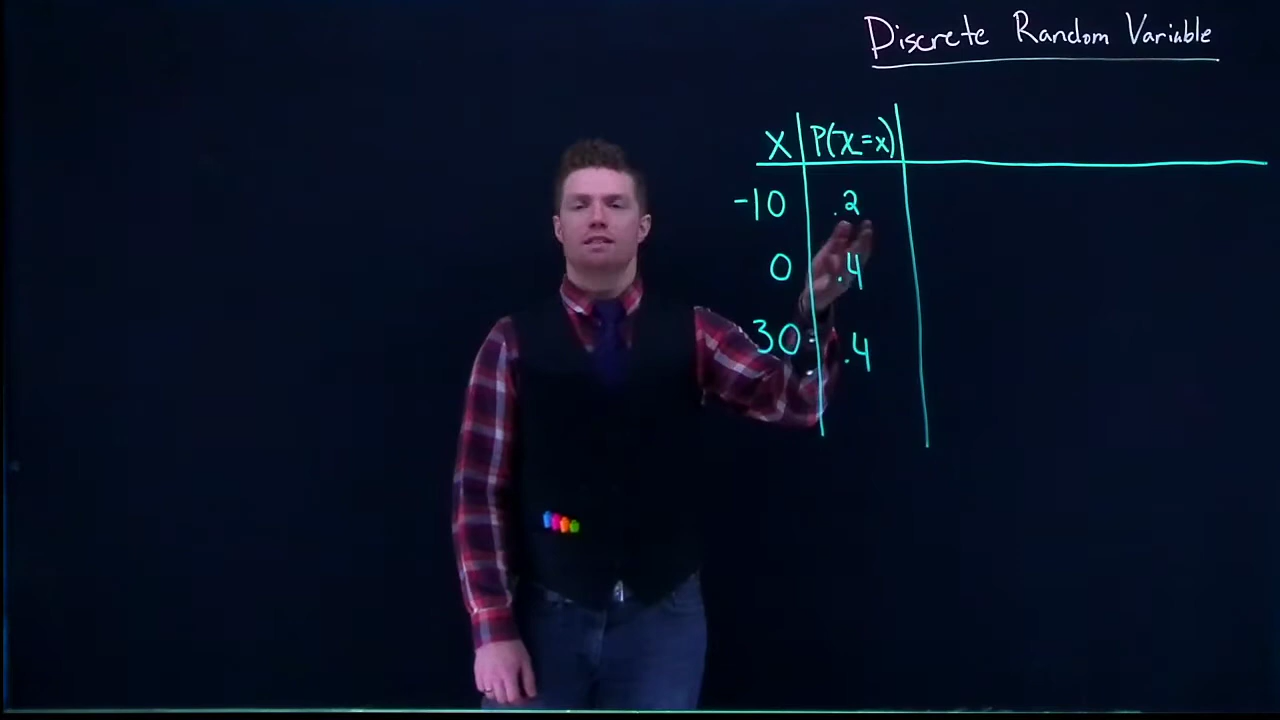 Discrete Random Variable
X P(X=x)
-10 .2
0 .4
30 .4